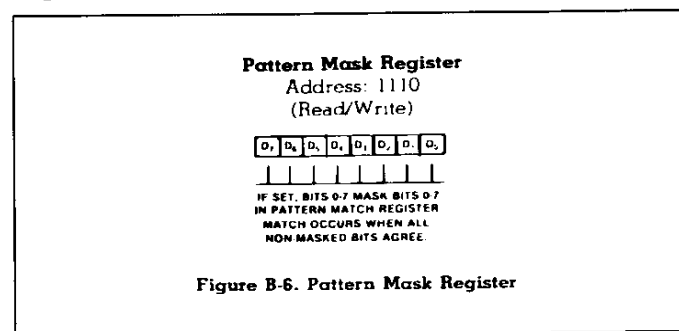 Pattern Mask Register
Address: 1110
(Read/Write)
D7 D6 D5 D4 D3 D2 D1 D0
IF SET, BITS 0-7 MASK BITS 0-7
IN PATTERN MATCH REGISTER
MATCH OCCURS WHEN ALL
NON-MASKED BITS AGREE.
Figure B-6. Pattern Mask Register